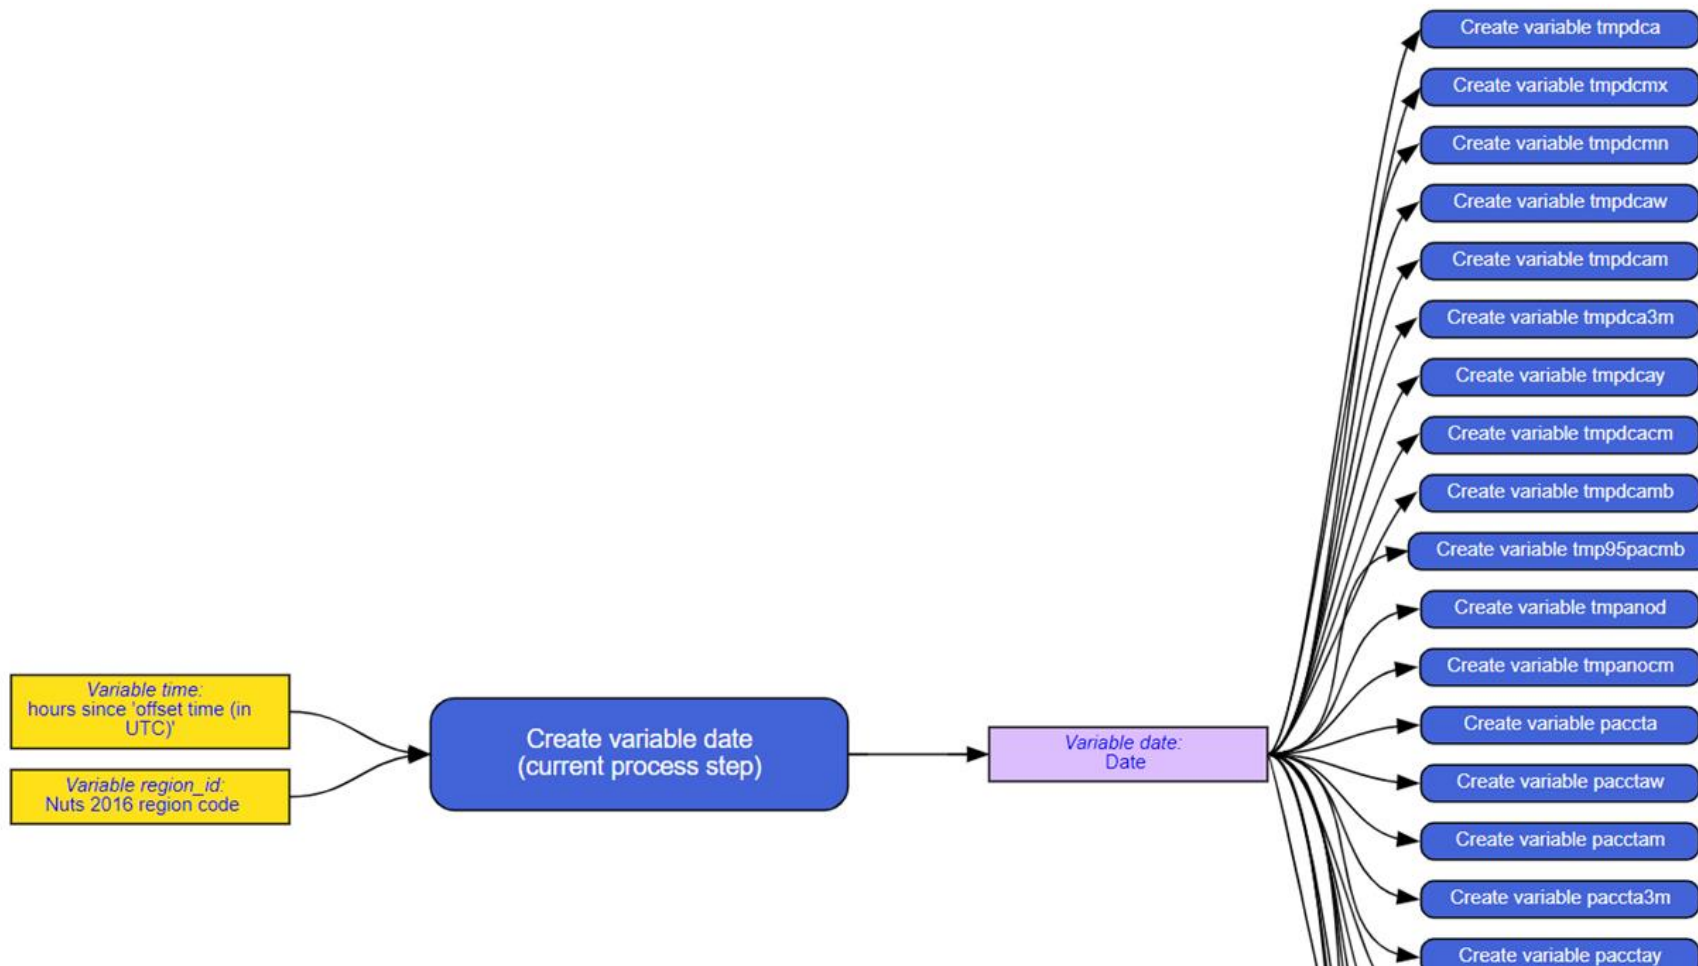 Create variable tmpdca
Create variable tmpdcmx
Create variable tmpdcmn
Create variable tmpdcaw
Create variable tmpdcam
Create variable tmpdca3m
Create variable tmpdcay
Create variable tmpdcacm
Create variable tmpdcamb
Create variable tmp95pacmb
Create variable tmpanod
Create variable tmpanocm
Create variable paccta
Create variable pacctaw
Create variable pacctam
Create variable paccta3m
Create variable pacctay
Variable time:
hours since 'offset time (in
UTC)'
Variable region_id:
Nuts 2016 region code
Create variable date
(current process step)
Variable date:
Date